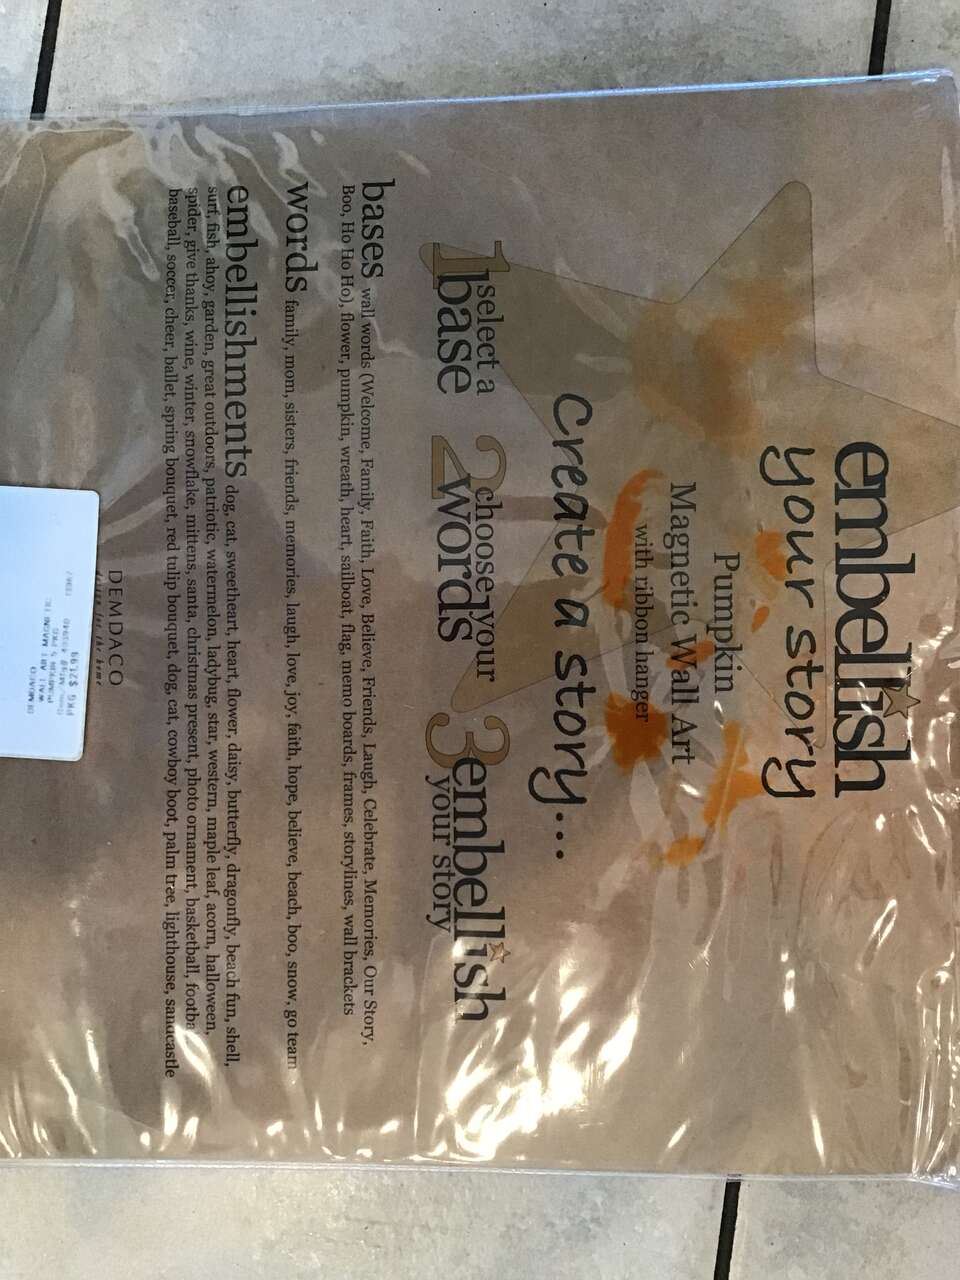 embellish
your story
Pumpkin
Magnetic Wall Art
with ribbon hanger
Create a story...
1 select a base
2 choose your words
3 embellish your story
bases wall words (Welcome, Family, Faith, Love, Believe, Friends, Laugh, Celebrate, Memories, Our Story,
Boo, Ho Ho Ho), flower, pumpkin, wreath, heart, sailboat, flag, memo boards, frames, storylines, wall brackets
words family, mom, sisters, friends, memories, laugh, love, joy, faith, hope, believe, beach, boo, snow, go team
embellishments dog, cat, sweetheart, heart, flower, daisy, butterfly, dragonfly, beach fun, shell,
surf, fish, ahoy, garden, great outdoors, patriotic, watermelon, ladybug, star, western, maple leaf, acorn, halloween,
spider, give thanks, wine, winter, snowflake, mittens, santa, christmas present, photo ornament, basketball, footba
baseball, soccer, cheer, ballet, spring bouquet, red tulip bouquet, dog, cat, cowboy boot, palm tree, lighthouse, sandcastle
DEMDACO
PKG $21.99